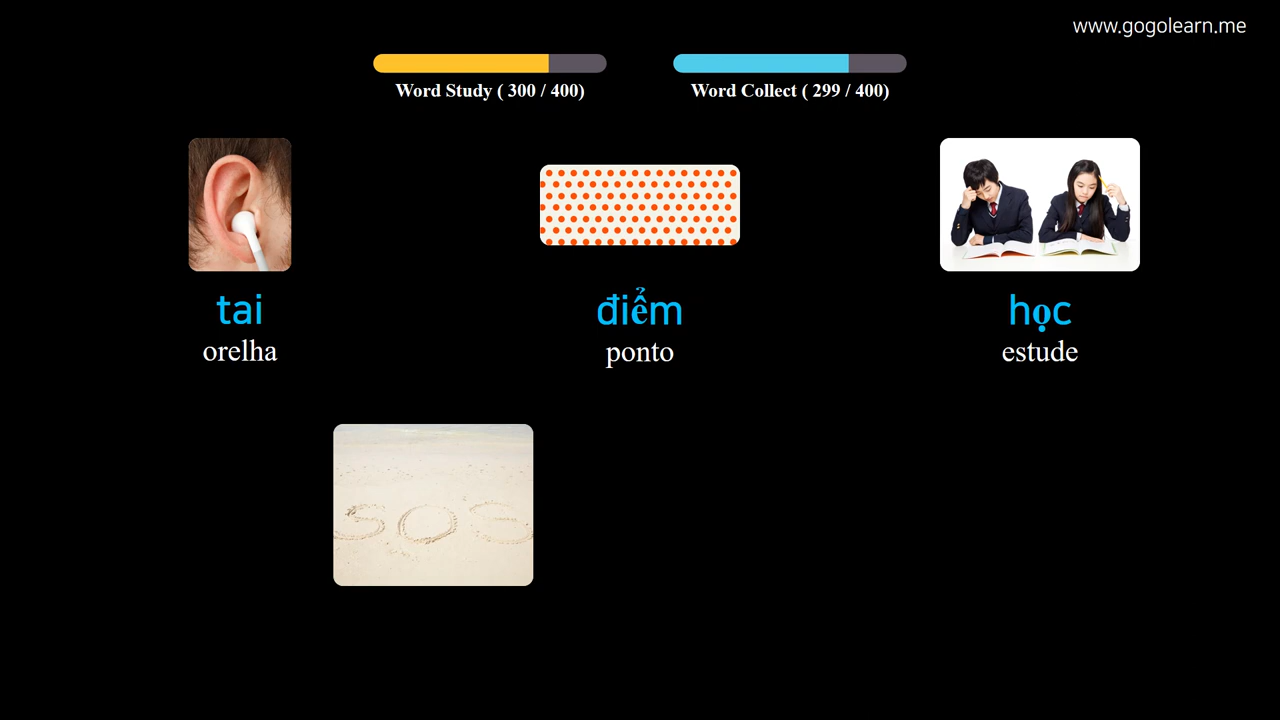 www.gogolearn.me
Word Study ( 300 / 400)
Word Collect ( 299 / 400)
tai
orelha
điểm
ponto
học
estude
SOS